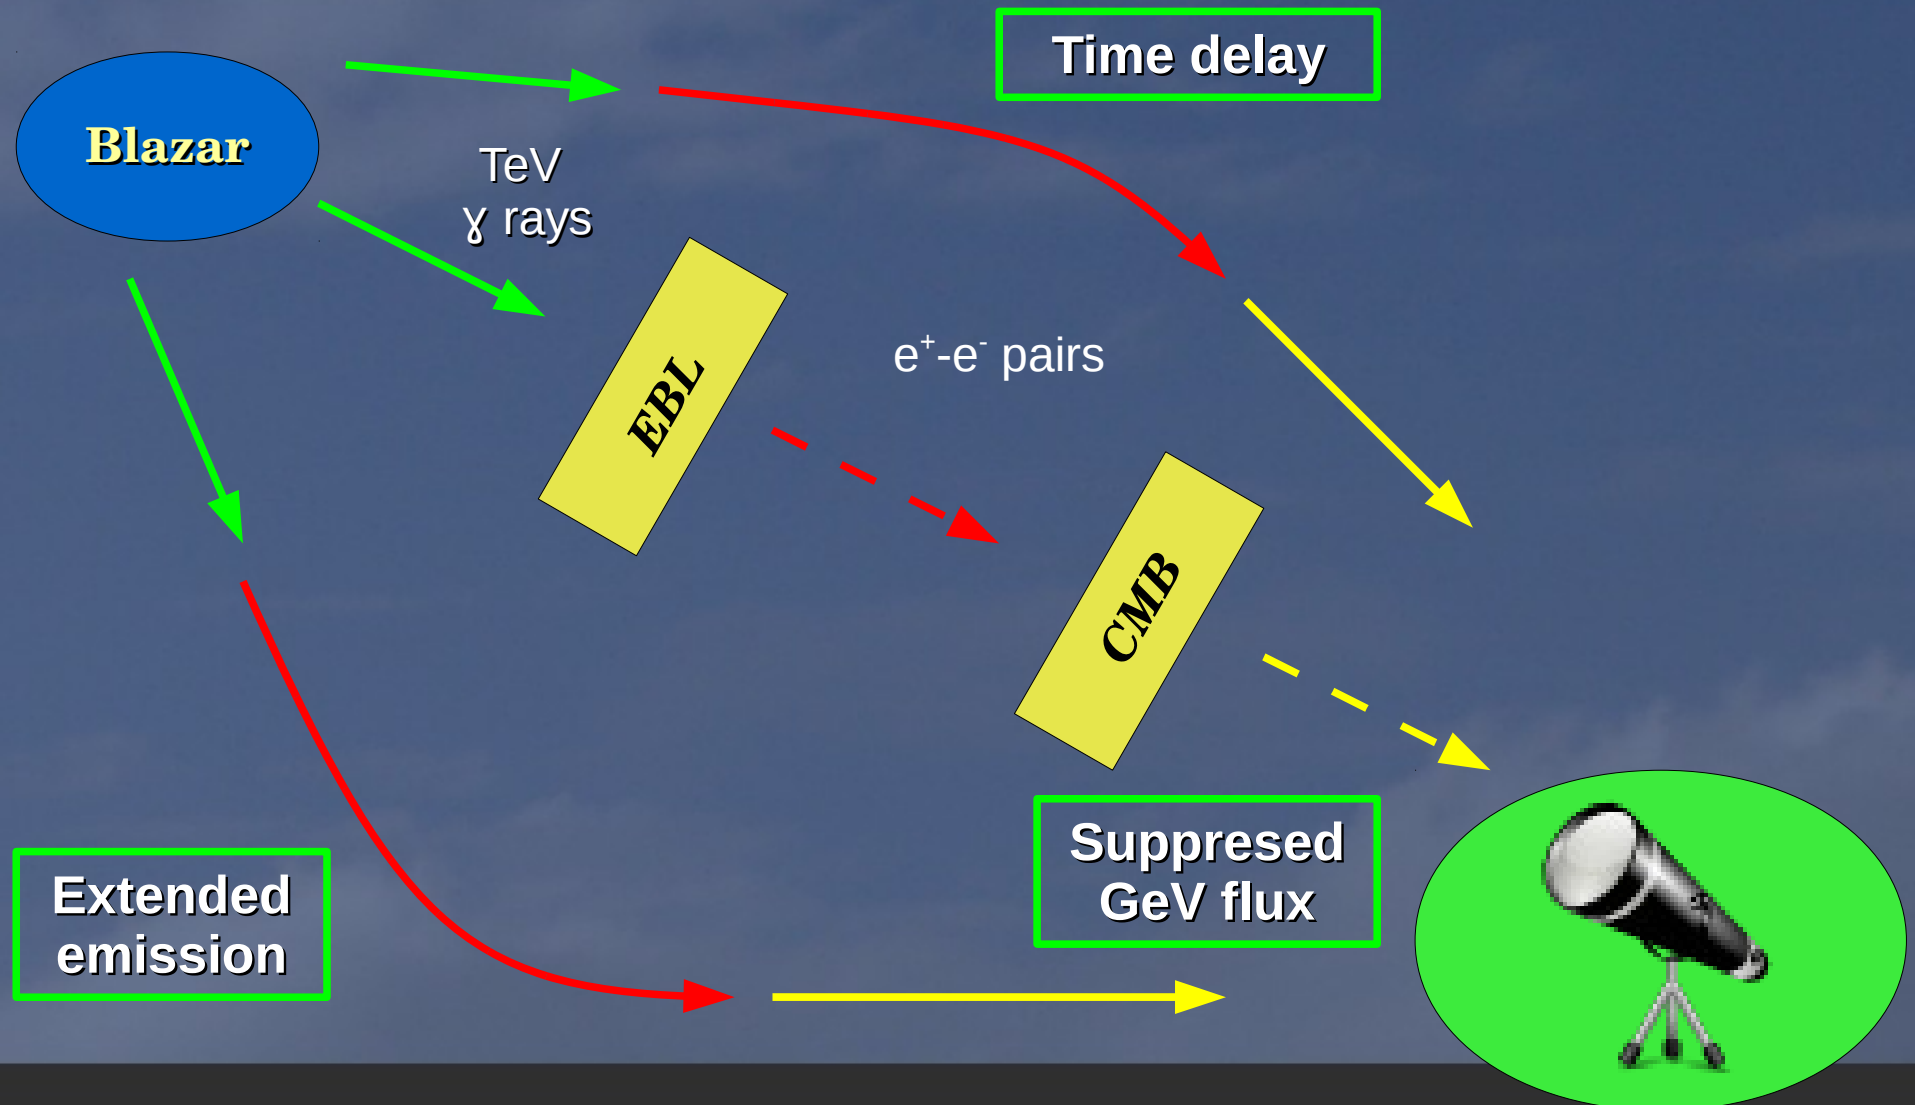 Time delay
Blazar
TeV
ɣ rays
EBL
e+-e- pairs
CMB
Suppresed
GeV flux
Extended
emission